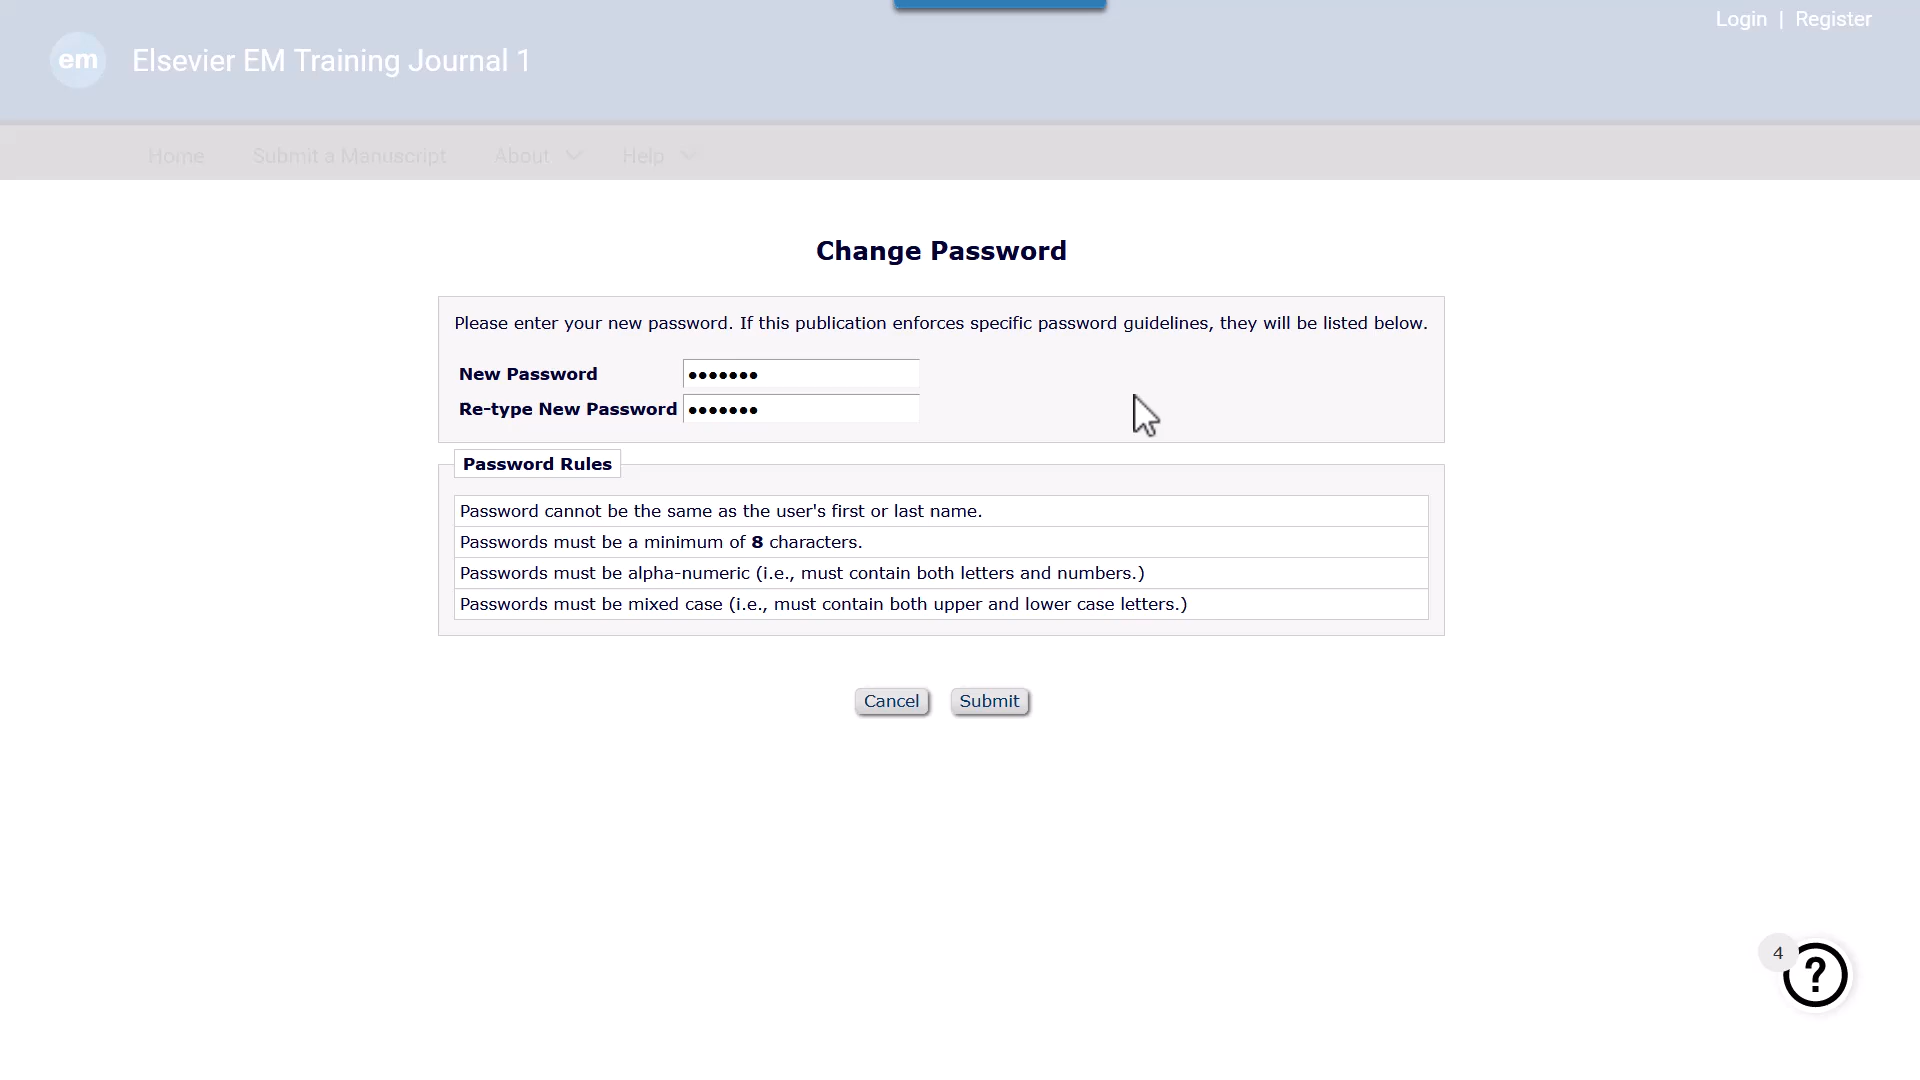 Login | Register
em Elsevier EM Training Journal 1
Home Submit a Manuscript About Help
Change Password
Please enter your new password. If this publication enforces specific password guidelines, they will be listed below.
New Password •••••••
Re-type New Password •••••••
Password Rules
Password cannot be the same as the user's first or last name.
Passwords must be a minimum of 8 characters.
Passwords must be alpha-numeric (i.e., must contain both letters and numbers.)
Passwords must be mixed case (i.e., must contain both upper and lower case letters.)
Cancel Submit
4 ?